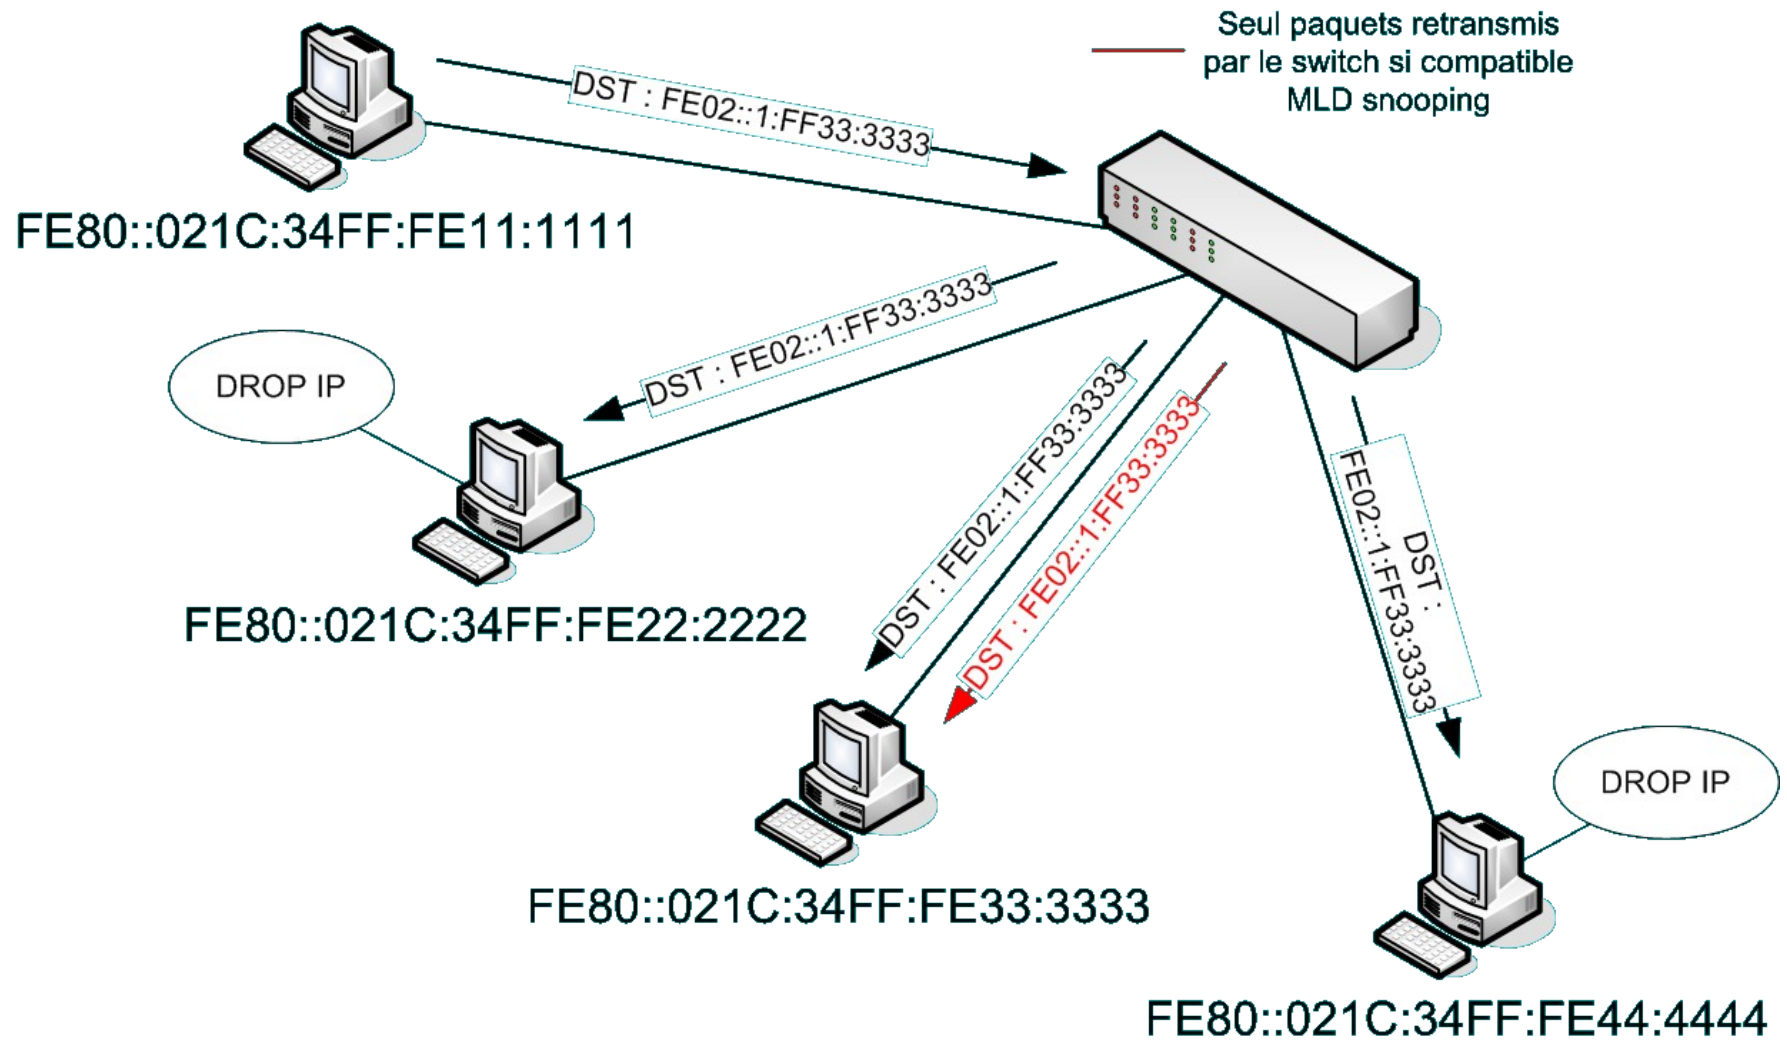 Seul paquets retransmis
par le switch si compatible
MLD snooping
DST : FE02::1:FF33:3333
FE80::021C:34FF:FE11:1111
DST : FE02::1:FF33:3333
DROP IP
FE80::021C:34FF:FE22:2222
DST : FE02::1:FF33:3333
DST : FE02::1:FF33:3333
FE80::021C:34FF:FE33:3333
DST :
FE02::1:FF33:3333
DROP IP
FE80::021C:34FF:FE44:4444